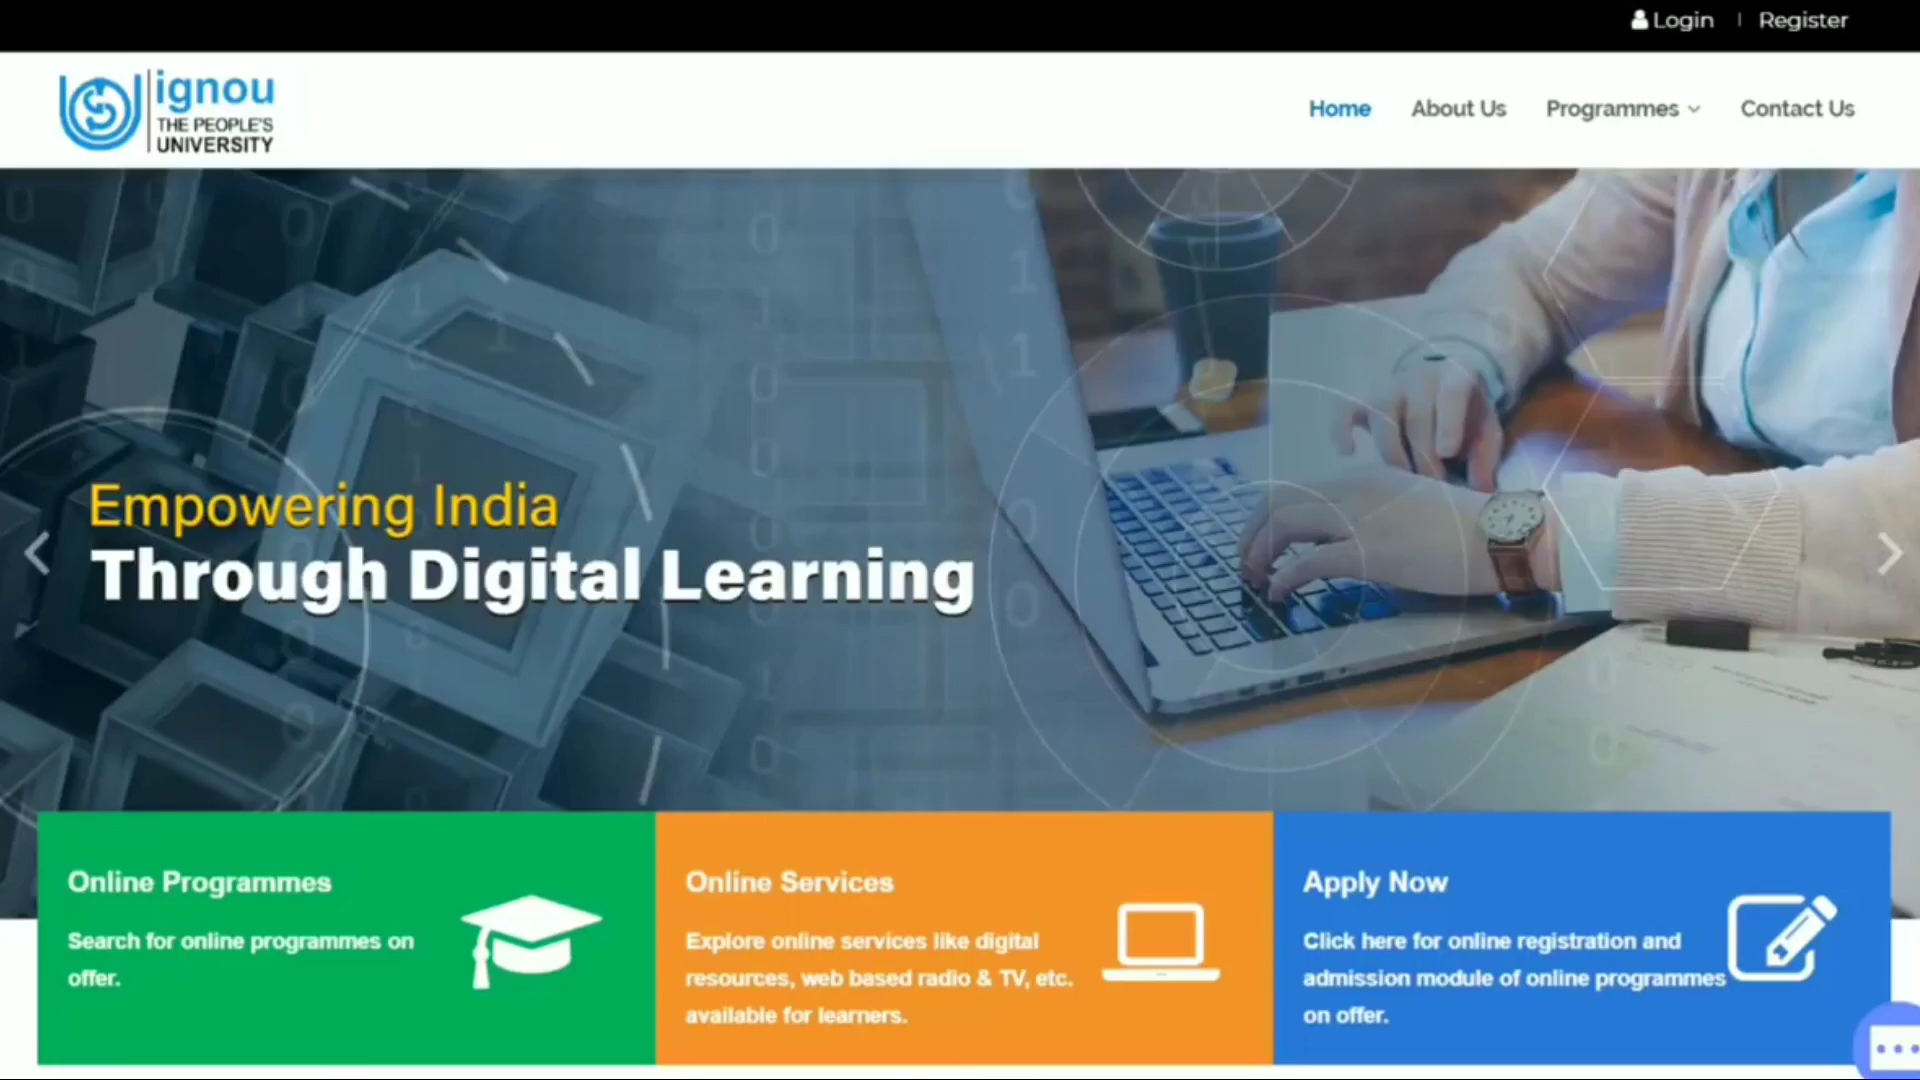 Login | Register
ignou
THE PEOPLE'S
UNIVERSITY
Home About Us Programmes Contact Us
Empowering India
Through Digital Learning
Online Programmes
Search for online programmes on
offer.
Online Services
Explore online services like digital
resources, web based radio & TV, etc.
available for learners.
Apply Now
Click here for online registration and
admission module of online programmes
on offer.